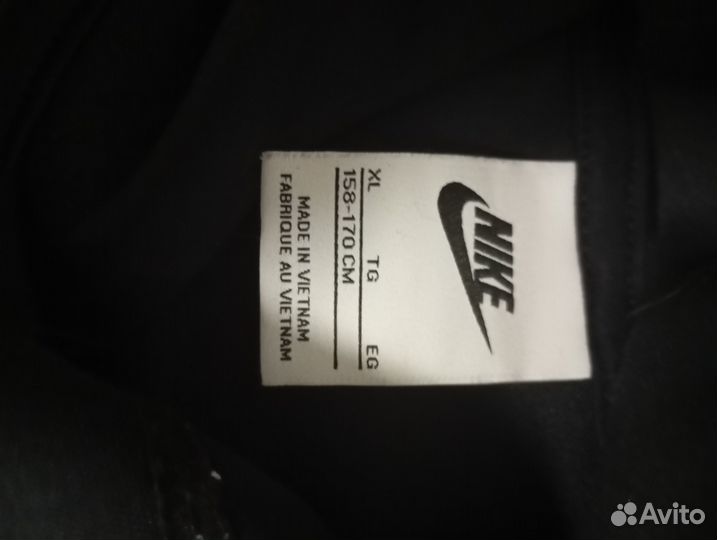 NIKE
XL TG EG
158-170 CM
MADE IN VIETNAM
FABRIQUE AU VIETNAM
Avito